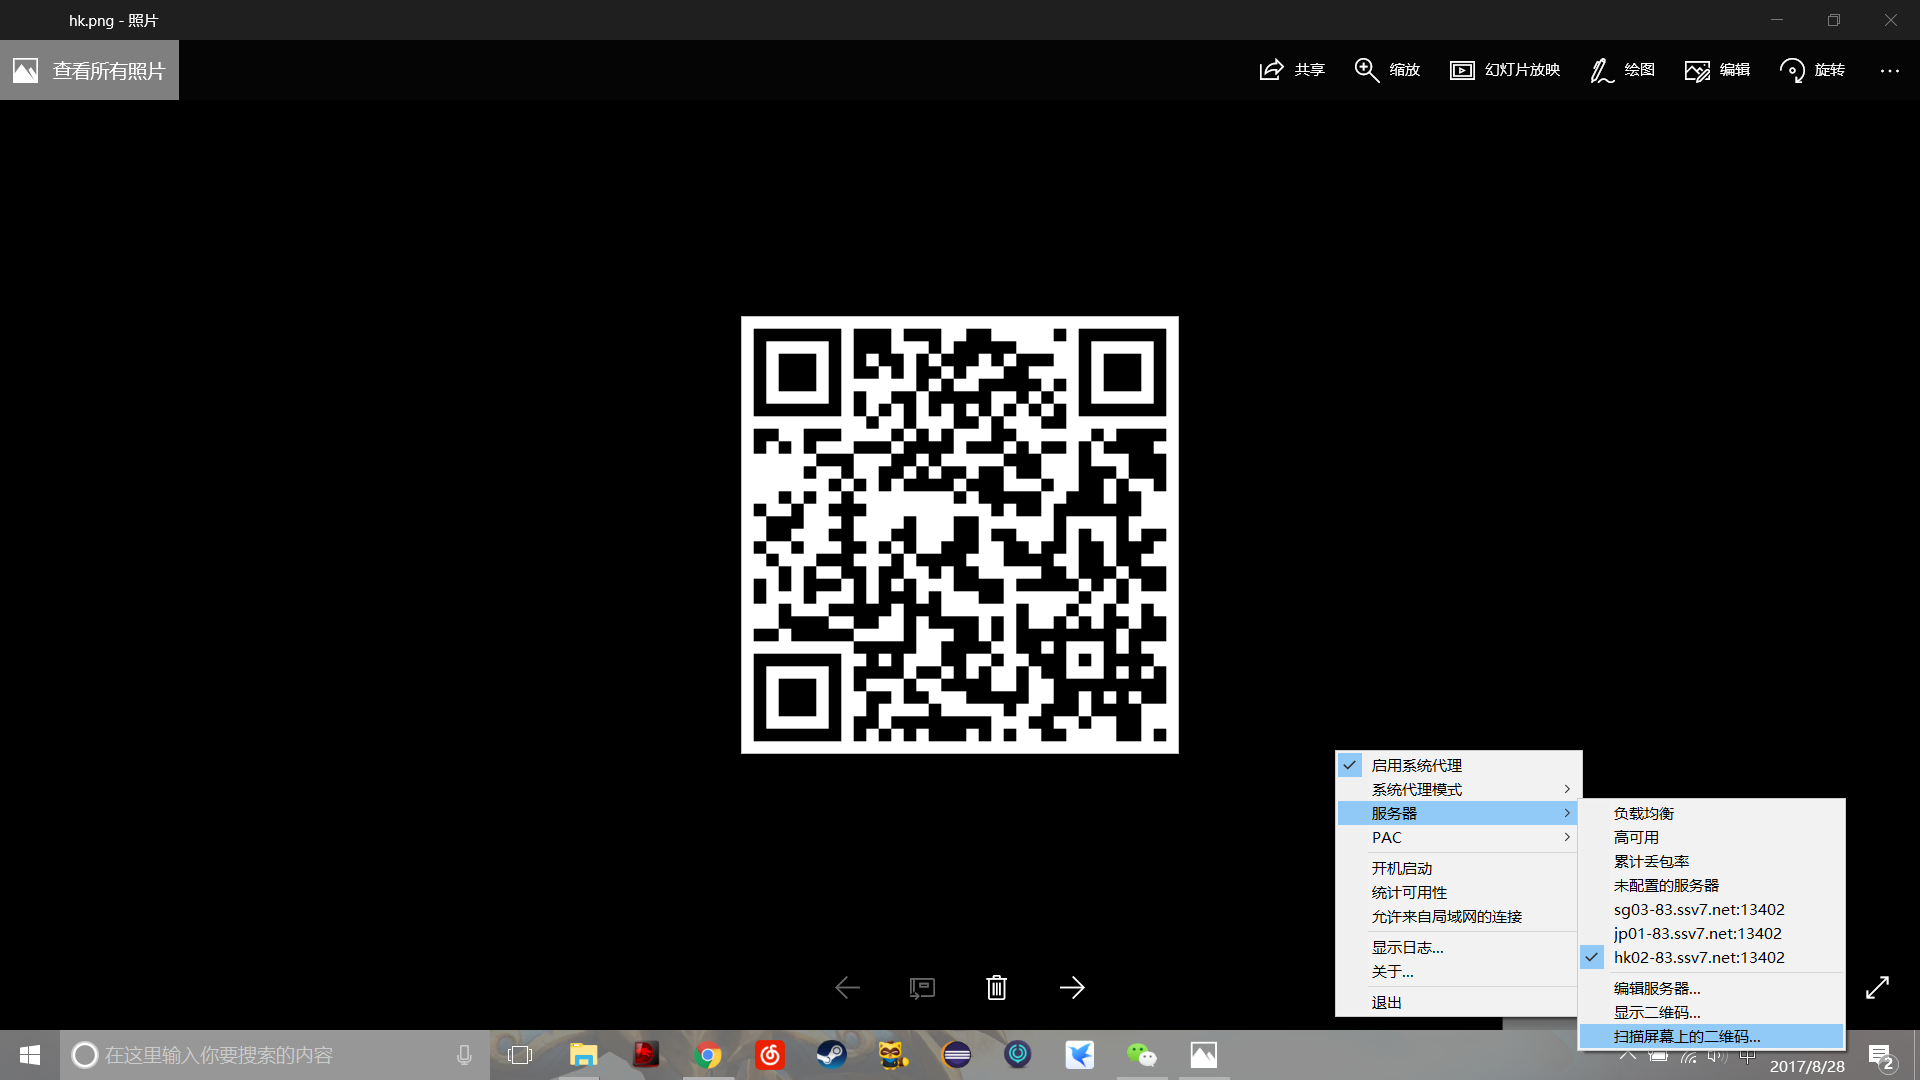 hk.png - 照片
查看所有照片
共享
缩放
幻灯片放映
绘图
编辑
旋转
启用系统代理
系统代理模式
服务器
PAC
开机启动
统计可用性
允许来自局域网的连接
显示日志...
关于...
退出
负载均衡
高可用
累计丢包率
未配置的服务器
sg03-83.ssv7.net:13402
jp01-83.ssv7.net:13402
hk02-83.ssv7.net:13402
编辑服务器...
显示二维码...
扫描屏幕上的二维码...
在这里输入你要搜索的内容
中
2017/8/28
2